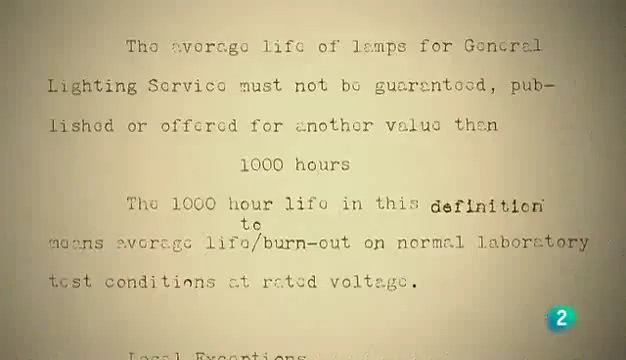 The average life of lamps for General
Lighting Service must not be guaranteed, pub-
lished or offered for another value than
1000 hours
The 1000 hour life in this definition
to
means average life/burn-out on normal laboratory
test conditions at rated voltage.
2
Local Exceptions